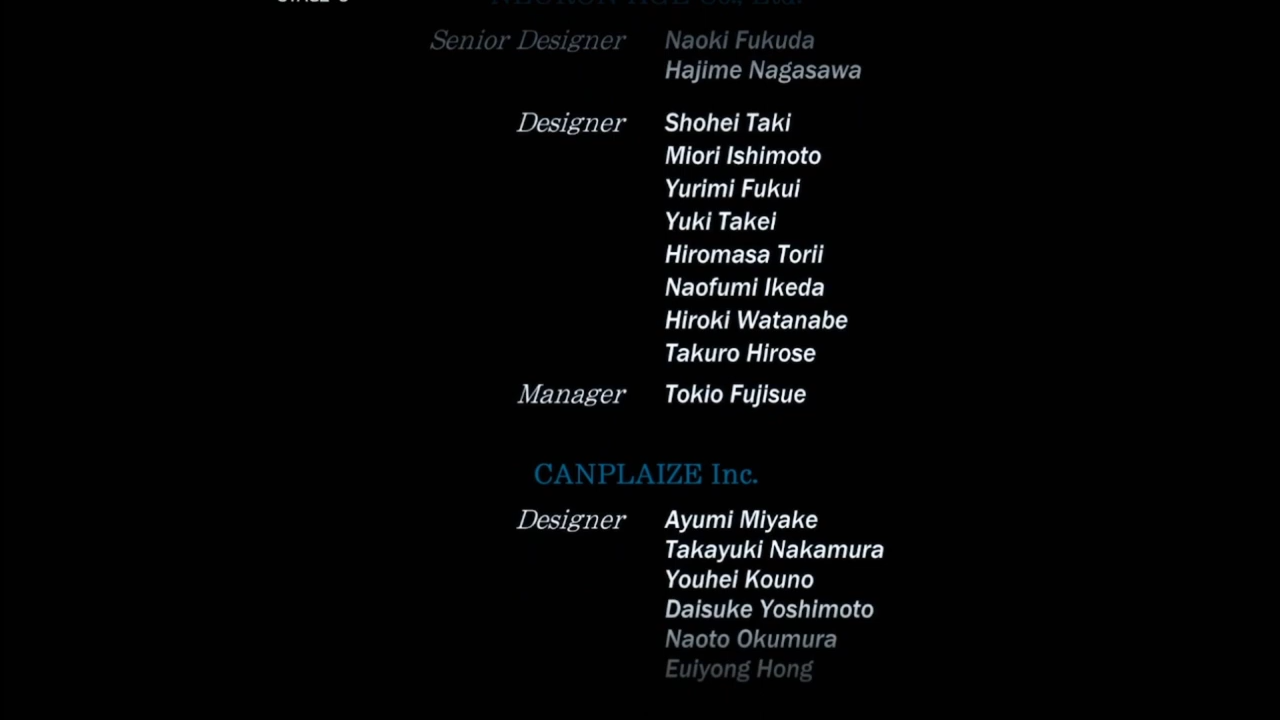 Senior Designer Naoki Fukuda
Hajime Nagasawa
Designer Shohei Taki
Miori Ishimoto
Yurimi Fukui
Yuki Takei
Hiromasa Torii
Naofumi Ikeda
Hiroki Watanabe
Takuro Hirose
Manager Tokio Fujisue
CANPLAIZE Inc.
Designer Ayumi Miyake
Takayuki Nakamura
Youhei Kouno
Daisuke Yoshimoto
Naoto Okumura
Euiyong Hong